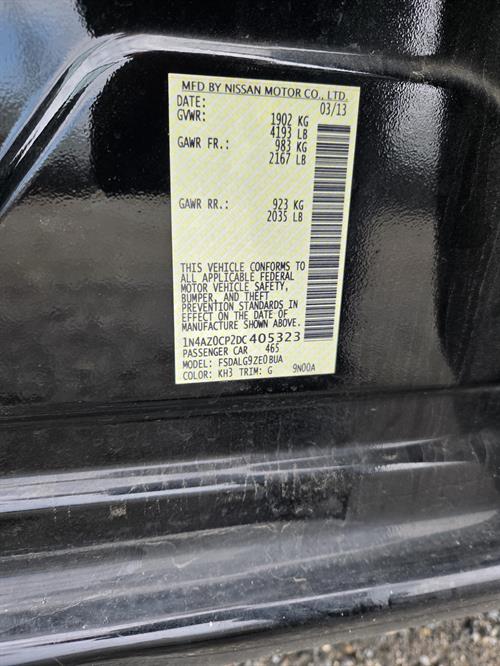 MFD BY NISSAN MOTOR CO., LTD.
DATE: 03/13
GVWR: 1902 KG
4193 LB
GAWR FR.: 983 KG
2167 LB
GAWR RR.: 923 KG
2035 LB
THIS VEHICLE CONFORMS TO
ALL APPLICABLE FEDERAL
MOTOR VEHICLE SAFETY,
BUMPER, AND THEFT
PREVENTION STANDARDS IN
EFFECT ON THE DATE OF
MANUFACTURE SHOWN ABOVE.
1N4AZ0CP2DC405323
PASSENGER CAR 465
MODEL: FSDALG9ZE0BUA
COLOR: KH3 TRIM: G 9N00A